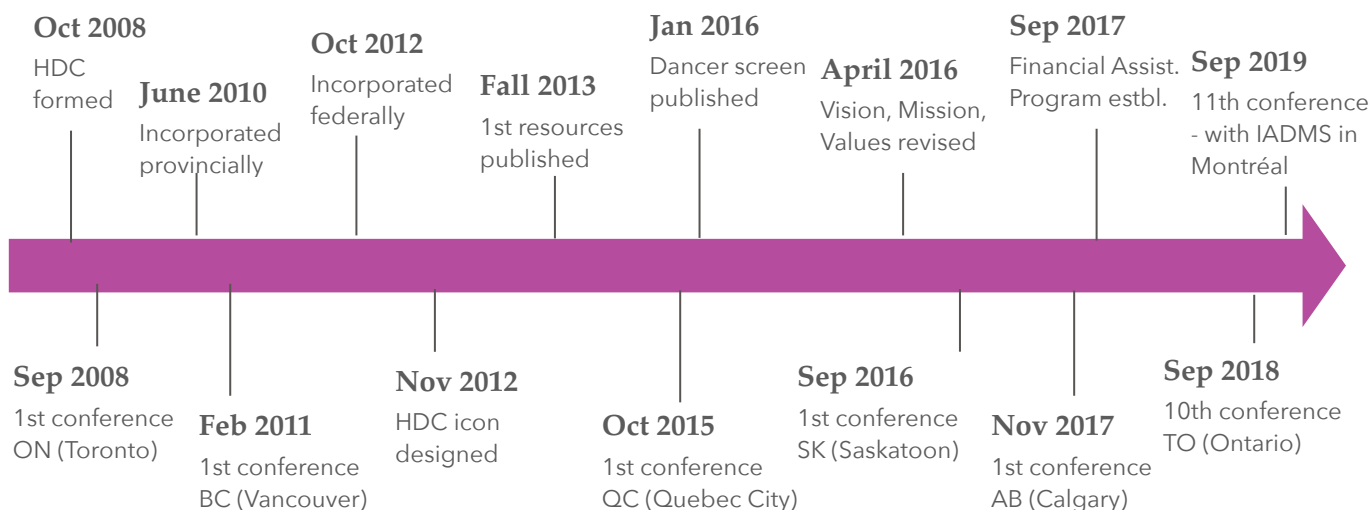 Oct 2008
HDC
formed
June 2010
Incorporated
provincially
Oct 2012
Incorporated
federally
Fall 2013
1st resources
published
Jan 2016
Dancer screen
published
April 2016
Vision, Mission,
Values revised
Sep 2017
Financial Assist.
Program estbl.
Sep 2019
11th conference
- with IADMS in
Montréal
Sep 2008
1st conference
ON (Toronto)
Feb 2011
1st conference
BC (Vancouver)
Nov 2012
HDC icon
designed
Oct 2015
1st conference
QC (Quebec City)
Sep 2016
1st conference
SK (Saskatoon)
Nov 2017
1st conference
AB (Calgary)
Sep 2018
10th conference
TO (Ontario)